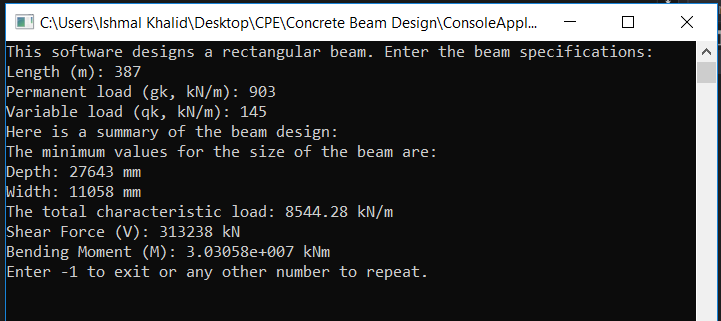 C:\Users\Ishmal Khalid\Desktop\CPE\Concrete Beam Design\ConsoleAppl...
This software designs a rectangular beam. Enter the beam specifications:
Length (m): 387
Permanent load (gk, kN/m): 903
Variable load (qk, kN/m): 145
Here is a summary of the beam design:
The minimum values for the size of the beam are:
Depth: 27643 mm
Width: 11058 mm
The total characteristic load: 8544.28 kN/m
Shear Force (V): 313238 kN
Bending Moment (M): 3.03058e+007 kNm
Enter -1 to exit or any other number to repeat.